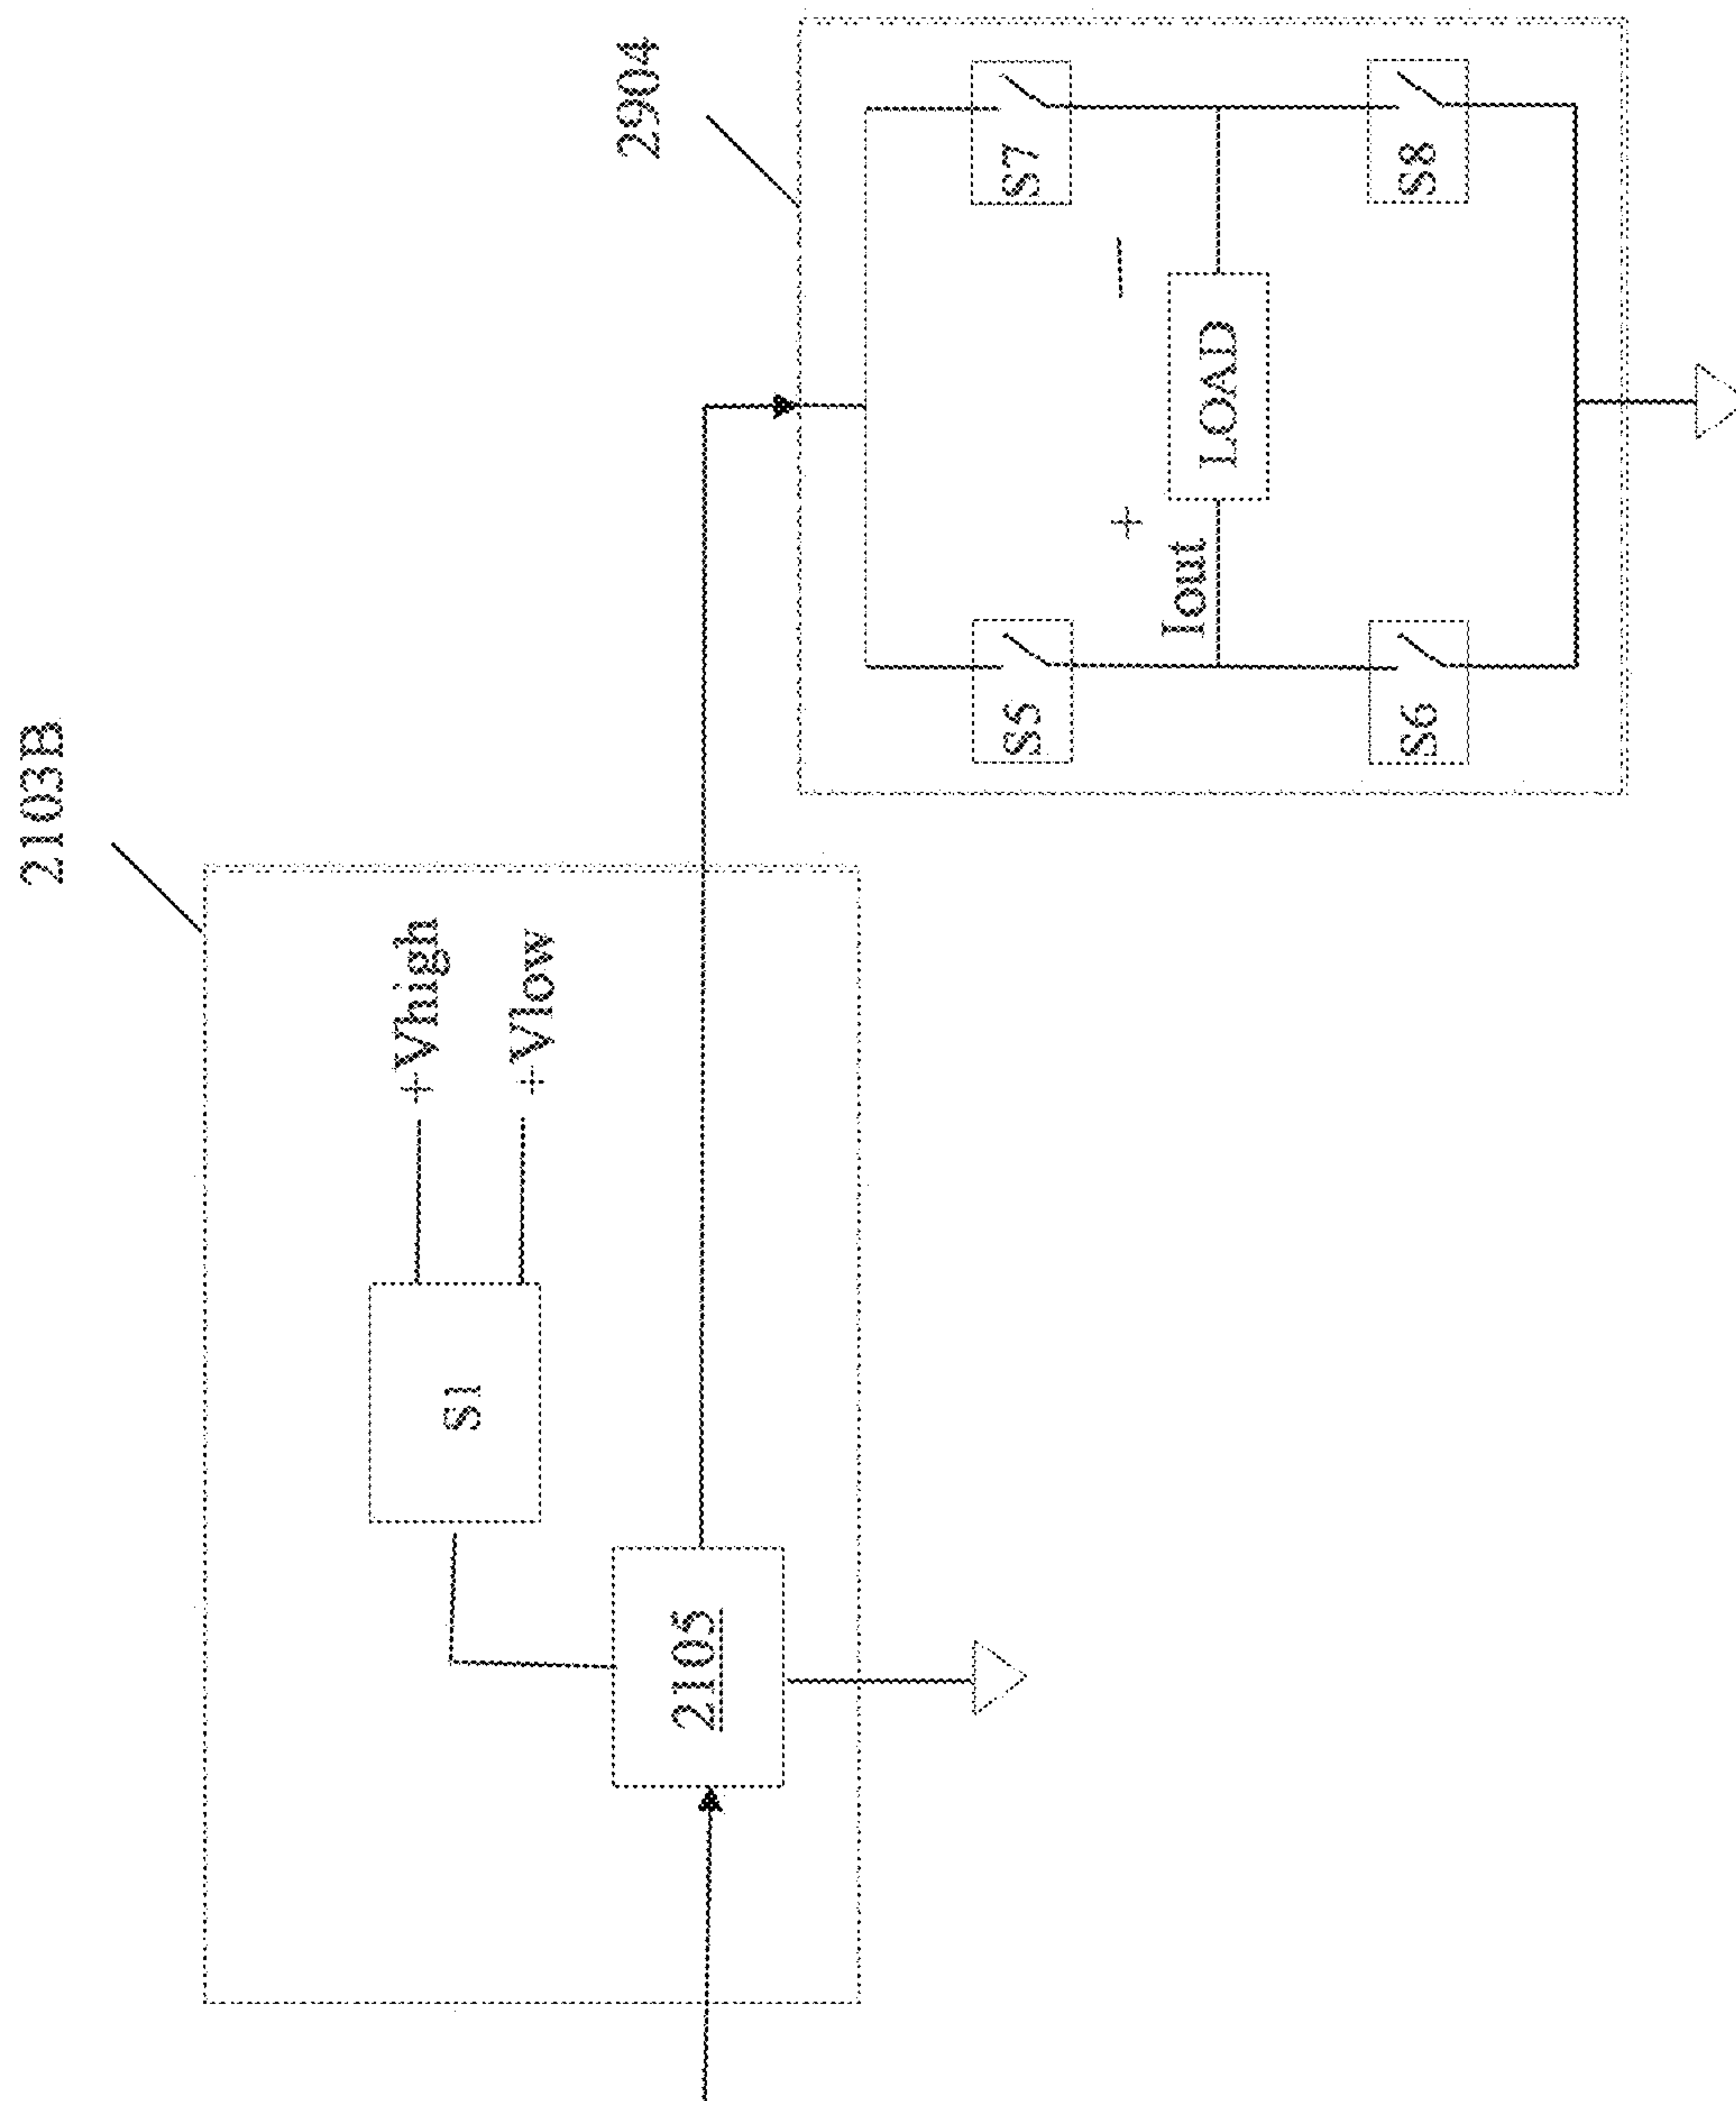 2103B
2904
+Vhigh
+Vlow
S1
2105
S5
S7
+
−
Iout
LOAD
S6
S8